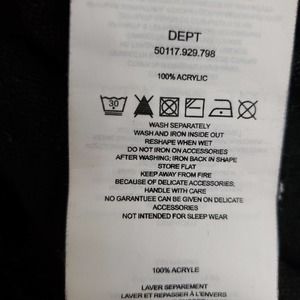 DEPT
50117.929.798
100% ACRYLIC
30
WASH SEPARATELY
WASH AND IRON INSIDE OUT
RESHAPE WHEN WET
DO NOT IRON ON ACCESSORIES
AFTER WASHING; IRON BACK IN SHAPE
STORE FLAT
KEEP AWAY FROM FIRE
BECAUSE OF DELICATE ACCESSORIES;
HANDLE WITH CARE
NO GARANTUEE CAN BE GIVEN ON DELICATE
ACCESSORIES
NOT INTENDED FOR SLEEP WEAR
100% ACRYLE
LAVER SEPAREMENT
LAVER ET REPASSER À L'ENVERS